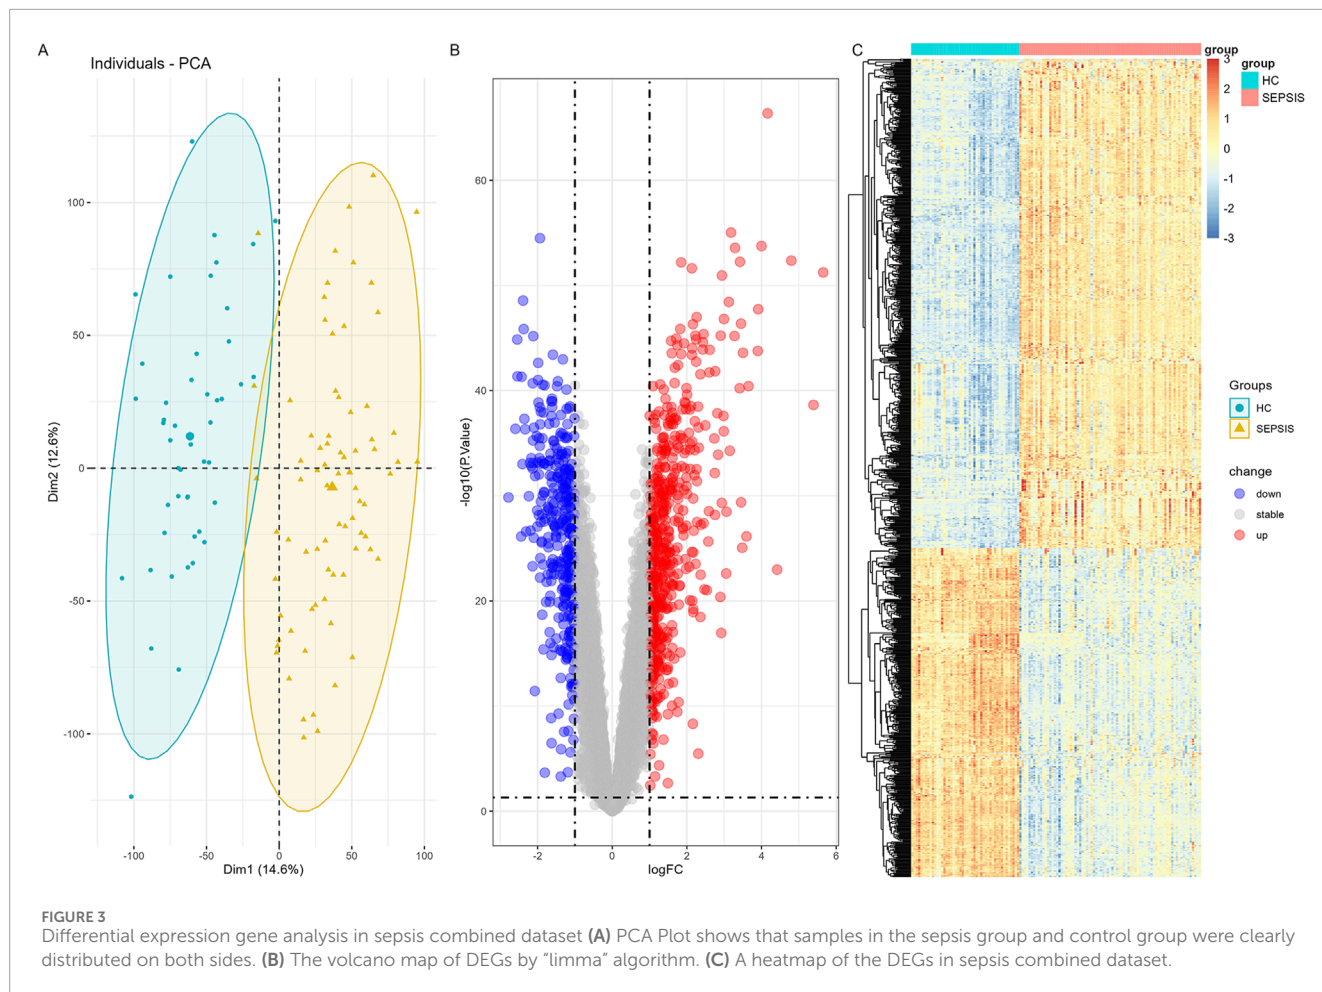 A
Individuals - PCA
100
50
0
-50
-100
Dim2 (12.6%)
-100
-50
0
50
100
Dim1 (14.6%)
B
60
40
20
0
-log10(P.Value)
-2
0
2
4
6
logFC
C
group
3
2
1
0
-1
-2
-3
group
HC
SEPSIS
Groups
HC
SEPSIS
change
down
stable
up
FIGURE 3
Differential expression gene analysis in sepsis combined dataset (A) PCA Plot shows that samples in the sepsis group and control group were clearly
distributed on both sides. (B) The volcano map of DEGs by “limma” algorithm. (C) A heatmap of the DEGs in sepsis combined dataset.